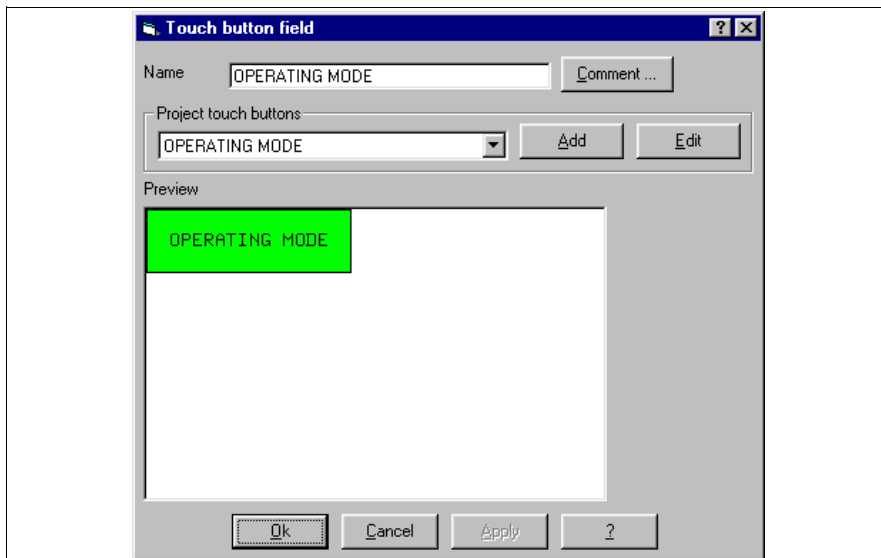 Touch button field
Name OPERATING MODE Comment ...
Project touch buttons
OPERATING MODE Add Edit
Preview
OPERATING MODE
Ok Cancel Apply ?